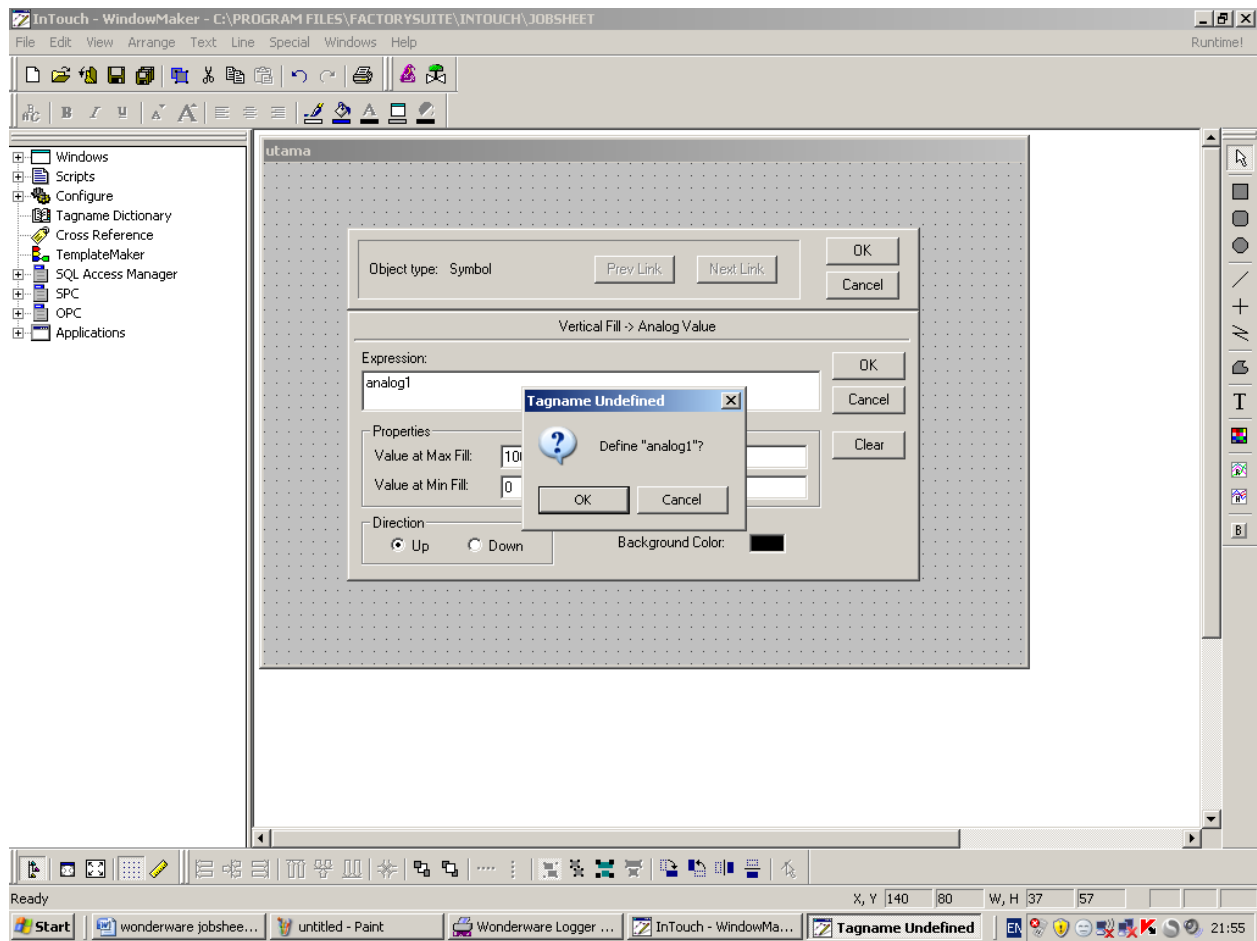 InTouch - WindowMaker - C:\PROGRAM FILES\FACTORYSUITE\INTOUCH\JOBSHEET
File Edit View Arrange Text Line Special Windows Help Runtime!
B I U A A A
Windows
Scripts
Configure
Tagname Dictionary
Cross Reference
TemplateMaker
SQL Access Manager
SPC
OPC
Applications
utama
Object type: Symbol
Prev Link
Next Link
OK
Cancel
Vertical Fill -> Analog Value
Expression:
analog1
OK
Cancel
Clear
Properties
Value at Max Fill:
Value at Min Fill: 0
Direction
Up
Down
Background Color:
Tagname Undefined
Define "analog1"?
OK
Cancel
T
B
Ready
X, Y 140 80 W, H 37 57
Start
wonderware jobshee...
untitled - Paint
Wonderware Logger ...
InTouch - WindowMa...
Tagname Undefined
EN
21:55